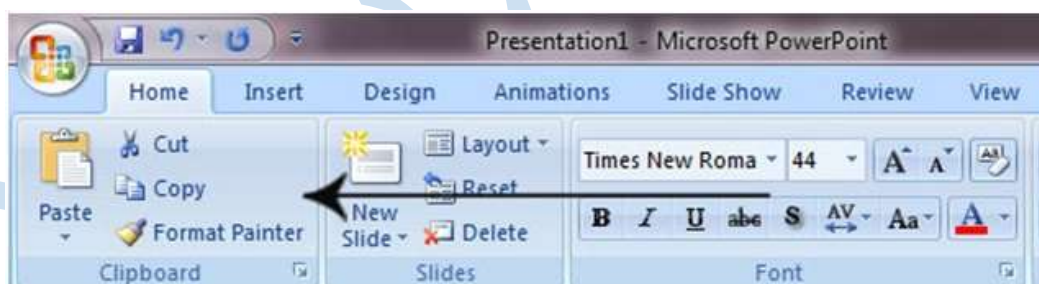 Presentation1 - Microsoft PowerPoint
Home Insert Design Animations Slide Show Review View
Paste
Cut
Copy
Format Painter
Clipboard
New
Slide
Layout
Reset
Delete
Slides
Times New Roma 44 A A Aa
B I U abc S AV Aa A
Font